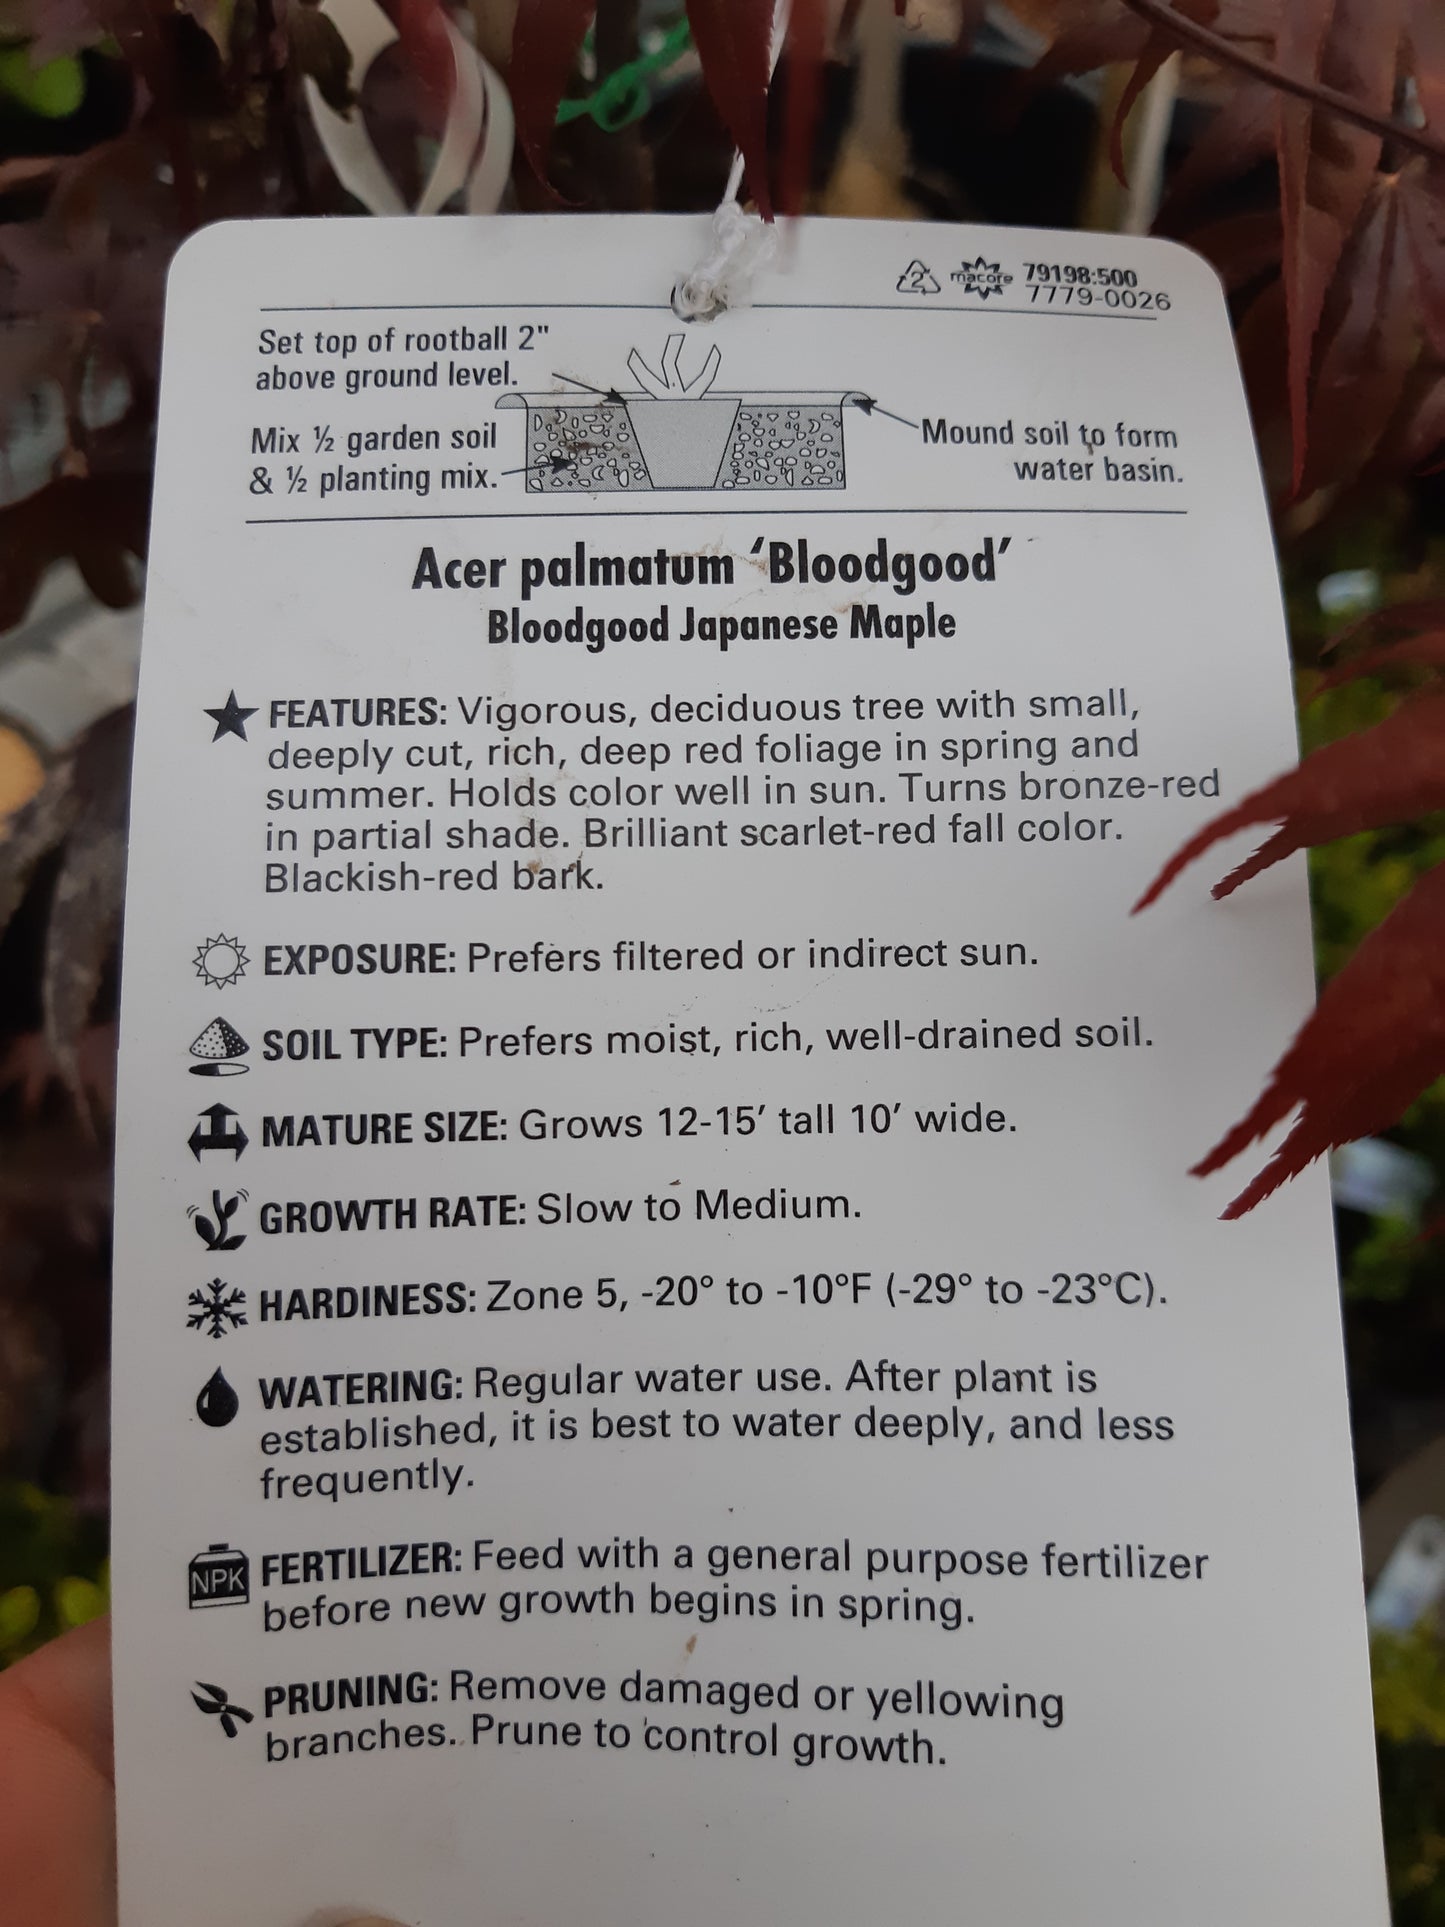 2 macore 79198:500
7779-0026
Set top of rootball 2"
above ground level.
Mix ½ garden soil
& ½ planting mix.
Mound soil to form
water basin.
Acer palmatum ‘Bloodgood’
Bloodgood Japanese Maple
FEATURES: Vigorous, deciduous tree with small,
deeply cut, rich, deep red foliage in spring and
summer. Holds color well in sun. Turns bronze-red
in partial shade. Brilliant scarlet-red fall color.
Blackish-red bark.
EXPOSURE: Prefers filtered or indirect sun.
SOIL TYPE: Prefers moist, rich, well-drained soil.
MATURE SIZE: Grows 12-15′ tall 10′ wide.
GROWTH RATE: Slow to Medium.
HARDINESS: Zone 5, -20° to -10°F (-29° to -23°C).
WATERING: Regular water use. After plant is
established, it is best to water deeply, and less
frequently.
NPK FERTILIZER: Feed with a general purpose fertilizer
before new growth begins in spring.
PRUNING: Remove damaged or yellowing
branches. Prune to control growth.